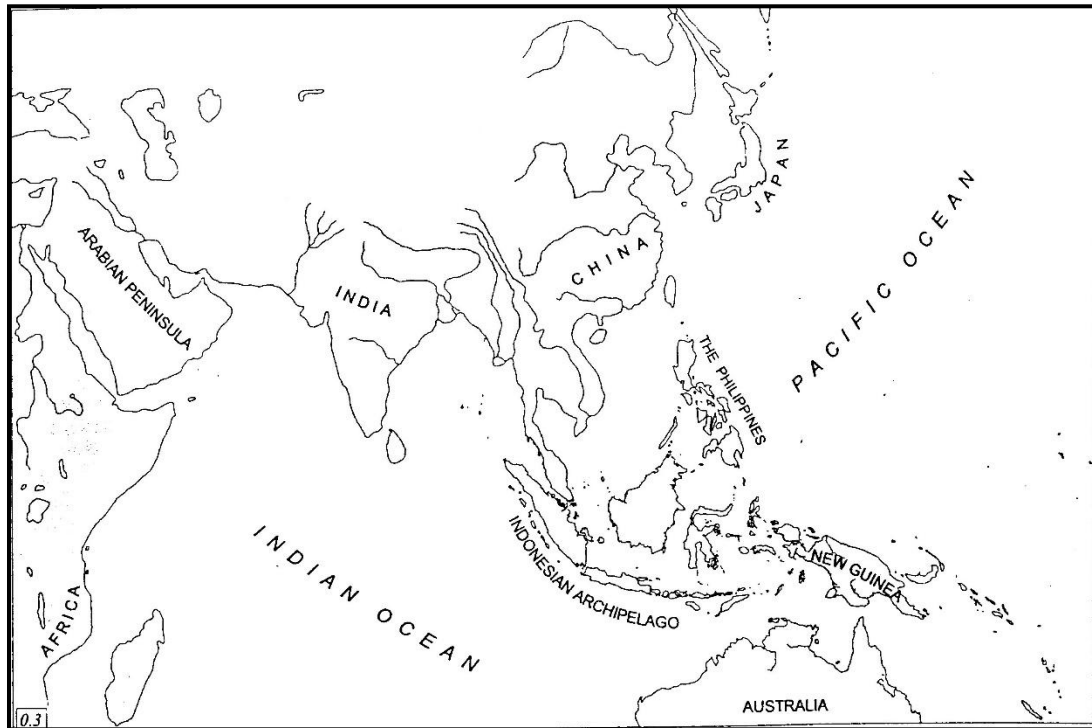 JAPAN
PACIFIC OCEAN
CHINA
ARABIAN PENINSULA
INDIA
THE PHILIPPINES
INDIAN OCEAN
INDONESIAN ARCHIPELAGO
NEW GUINEA
AFRICA
AUSTRALIA
0.3